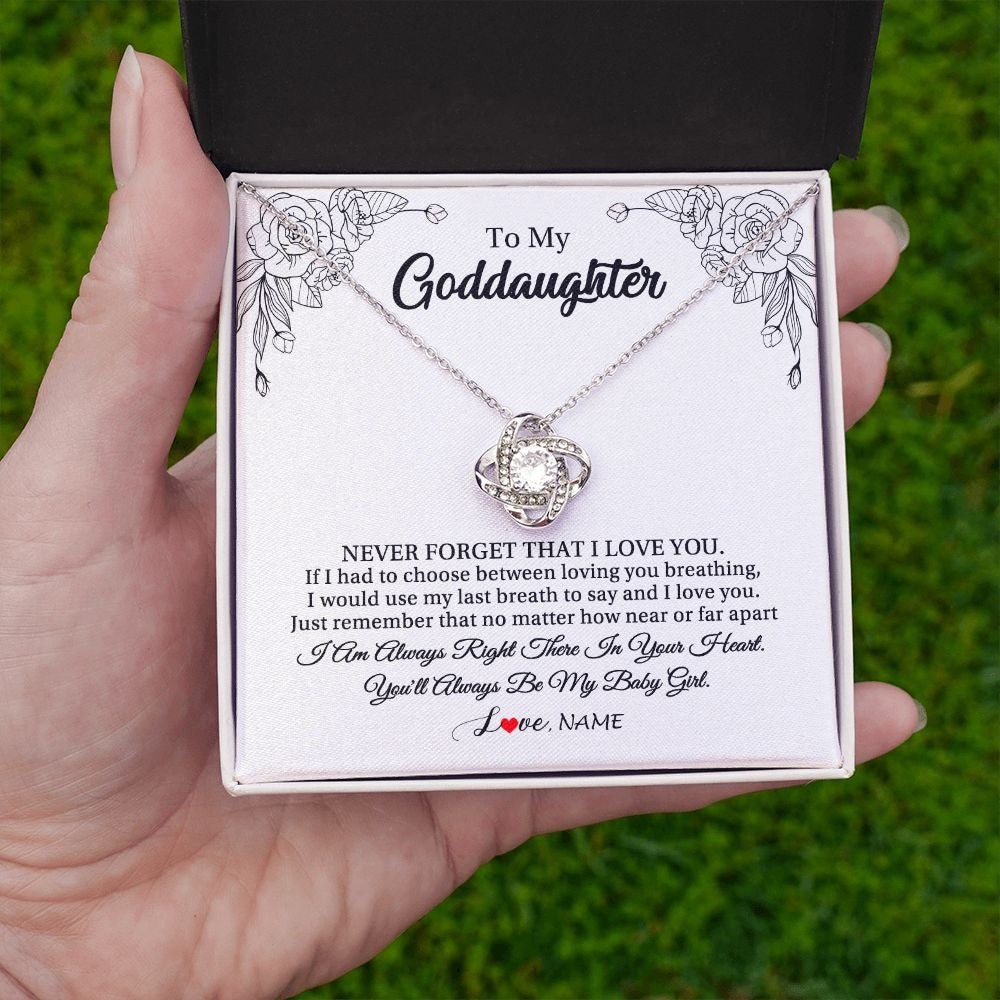 To My
Goddaughter
NEVER FORGET THAT I LOVE YOU.
If I had to choose between loving you breathing,
I would use my last breath to say and I love you.
Just remember that no matter how near or far apart
I Am Always Right There In Your Heart.
You'll Always Be My Baby Girl.
Love, NAME